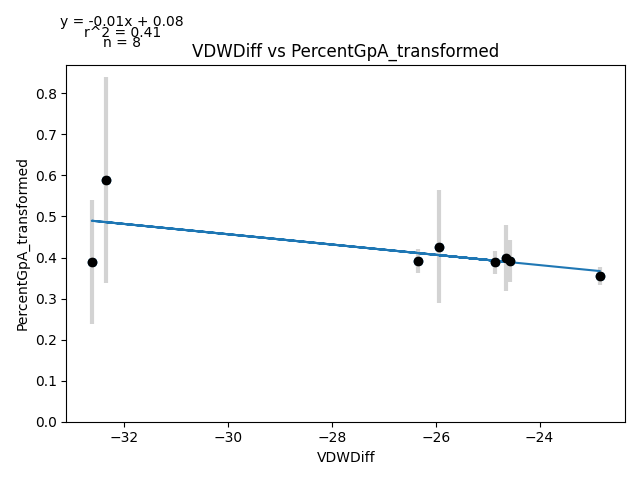 y = -0.01x + 0.08
r^2 = 0.41
n = 8
VDWDiff vs PercentGpA_transformed
PercentGpA_transformed
0.8
0.7
0.6
0.5
0.4
0.3
0.2
0.1
0.0
−32
−30
−28
−26
−24
VDWDiff